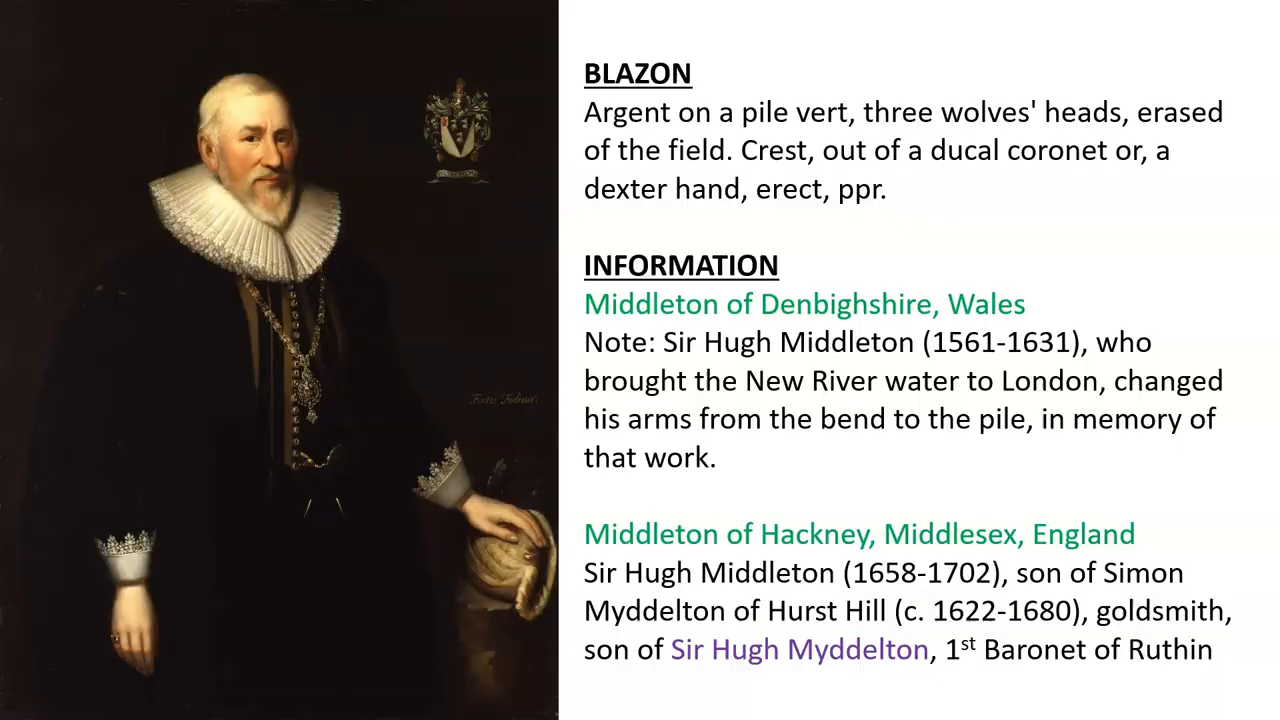 BLAZON
Argent on a pile vert, three wolves' heads, erased
of the field. Crest, out of a ducal coronet or, a
dexter hand, erect, ppr.
INFORMATION
Middleton of Denbighshire, Wales
Note: Sir Hugh Middleton (1561-1631), who
brought the New River water to London, changed
his arms from the bend to the pile, in memory of
that work.
Middleton of Hackney, Middlesex, England
Sir Hugh Middleton (1658-1702), son of Simon
Myddelton of Hurst Hill (c. 1622-1680), goldsmith,
son of Sir Hugh Myddelton, 1st Baronet of Ruthin